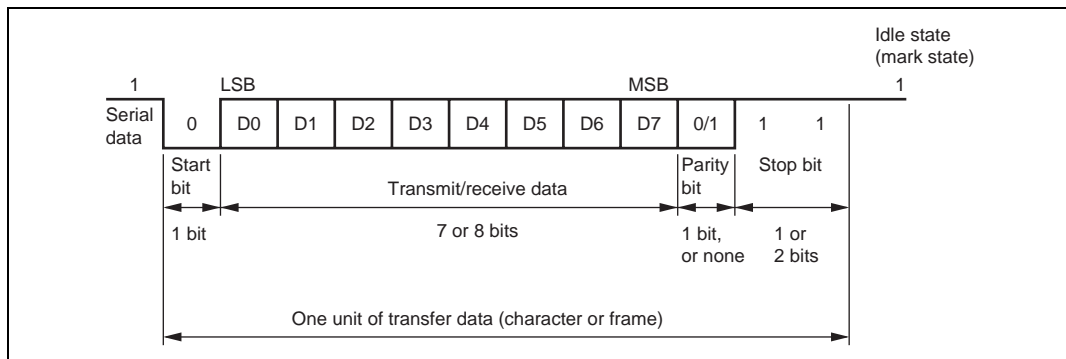 Idle state
(mark state)
1 LSB MSB 1
Serial
data
0 D0 D1 D2 D3 D4 D5 D6 D7 0/1 1 1
Start
bit
Transmit/receive data
Parity
bit
Stop bit
1 bit
7 or 8 bits
1 bit,
or none
1 or
2 bits
One unit of transfer data (character or frame)